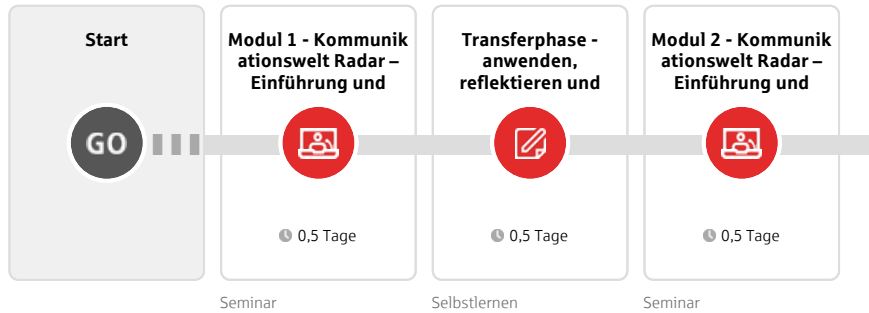 Start
GO
Modul 1 - Kommunik
ationswelt Radar –
Einführung und
0,5 Tage
Seminar
Transferphase -
anwenden,
reflektieren und
0,5 Tage
Selbstlernen
Modul 2 - Kommunik
ationswelt Radar –
Einführung und
0,5 Tage
Seminar